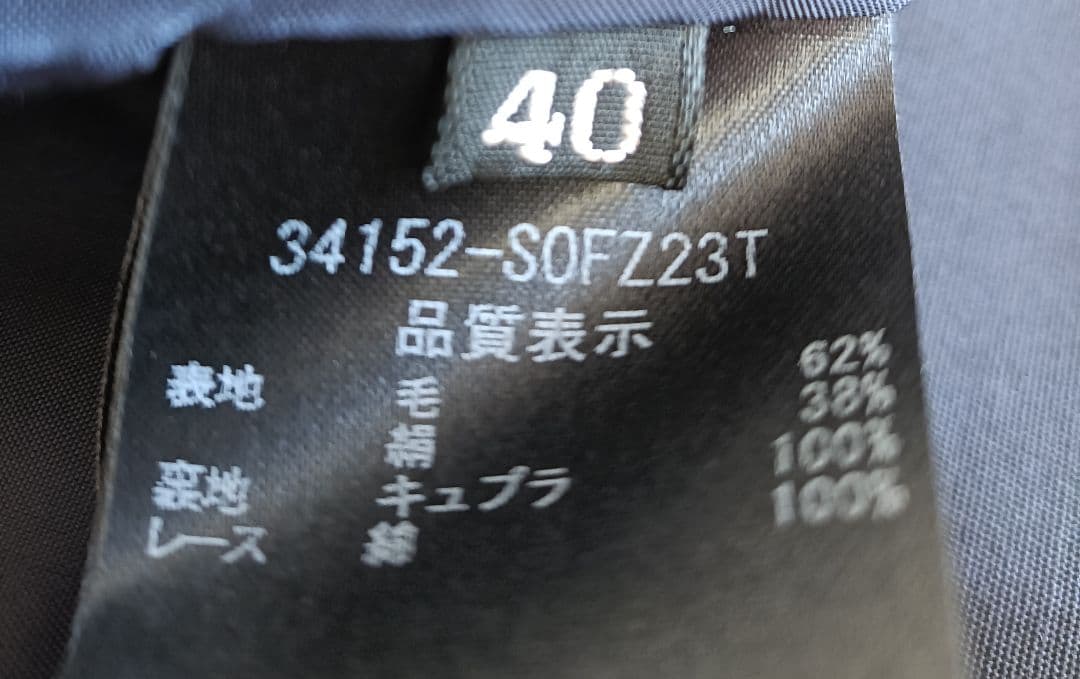 40
34152-S0FZ23T
品質表示
表地 毛 62%
絹 38%
裏地 キュプラ 100%
レース 綿 100%